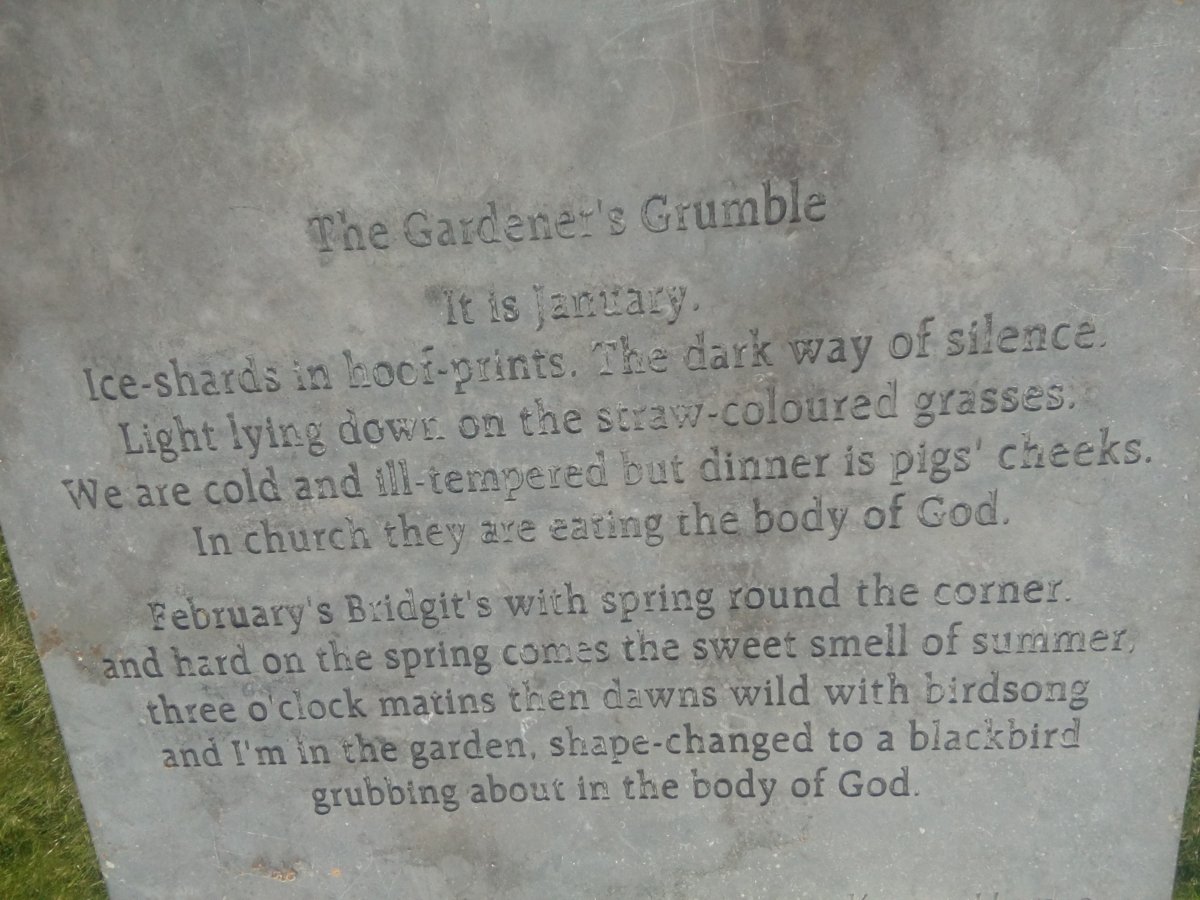 The Gardener's Grumble
It is January.
Ice-shards in hoof-prints. The dark way of silence.
Light lying down on the straw-coloured grasses.
We are cold and ill-tempered but dinner is pigs' cheeks.
In church they are eating the body of God.
February's Bridgit's with spring round the corner.
and hard on the spring comes the sweet smell of summer,
three o'clock matins then dawns wild with birdsong
and I'm in the garden, shape-changed to a blackbird
grubbing about in the body of God.